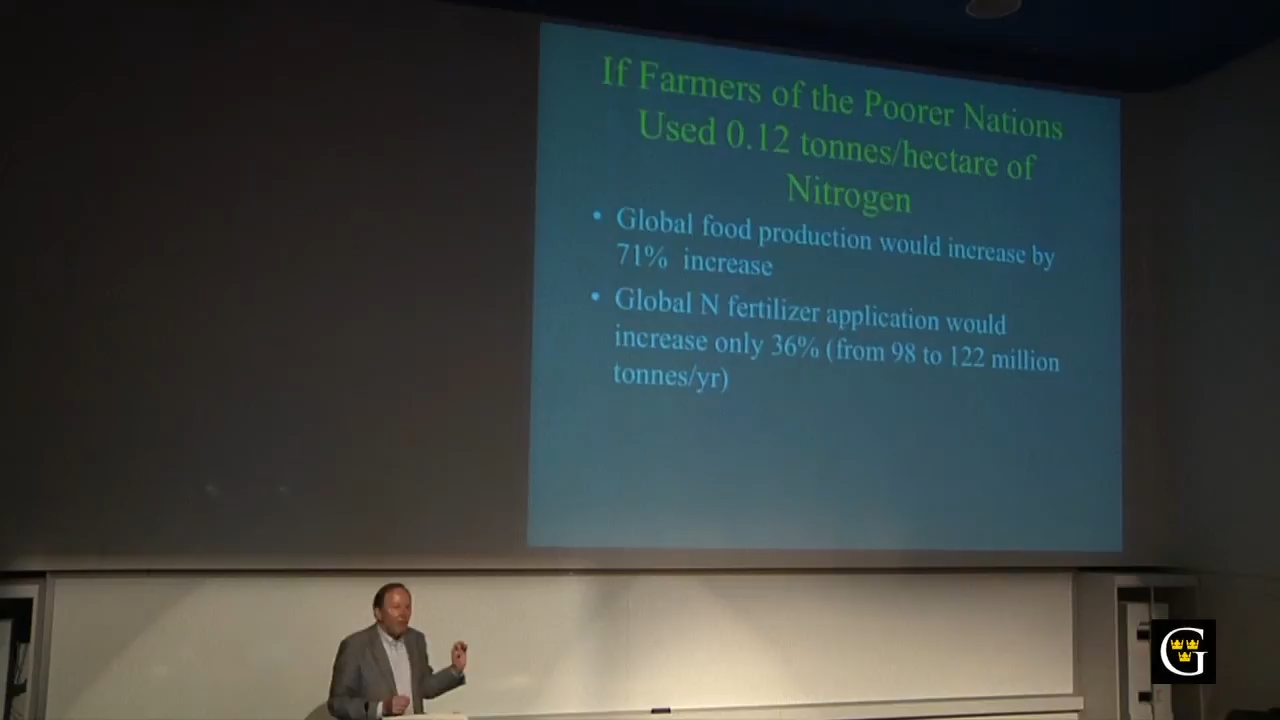 If Farmers of the Poorer Nations
Used 0.12 tonnes/hectare of
Nitrogen
• Global food production would increase by
71% increase
• Global N fertilizer application would
increase only 36% (from 98 to 122 million
tonnes/yr)
G